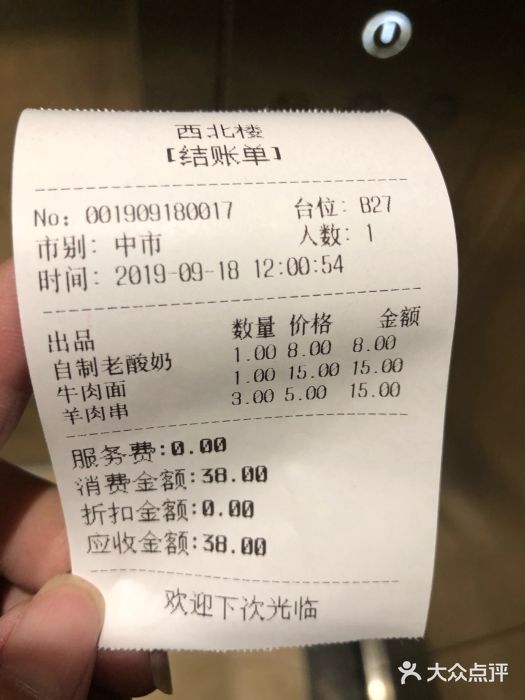 西北楼
[结账单]
No: 001909180017 台位: B27
市别: 中市 人数: 1
时间: 2019-09-18 12:00:54
出品 数量 价格 金额
自制老酸奶 1.00 8.00 8.00
牛肉面 1.00 15.00 15.00
羊肉串 3.00 5.00 15.00
服务费:0.00
消费金额:38.00
折扣金额:0.00
应收金额:38.00
欢迎下次光临
大众点评